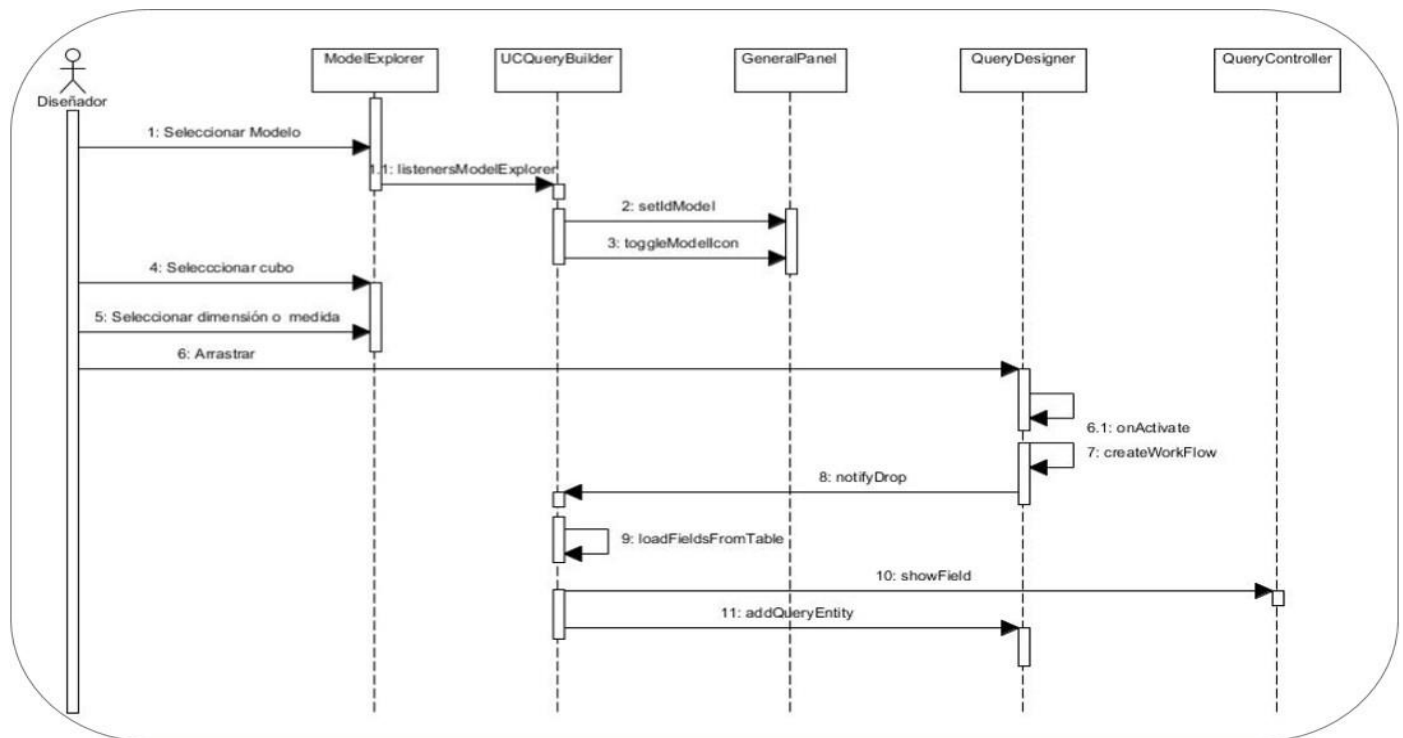 ModelExplorer
UCQueryBuilder
GeneralPanel
QueryDesigner
QueryController
Diseñador
1: Seleccionar Modelo
1.1: listenersModelExplorer
2: setIdModel
3: toggleModelIcon
4: Selecccionar cubo
5: Seleccionar dimensión o medida
6: Arrastrar
6.1: onActivate
7: createWorkFlow
8: notifyDrop
9: loadFieldsFromTable
10: showField
11: addQueryEntity